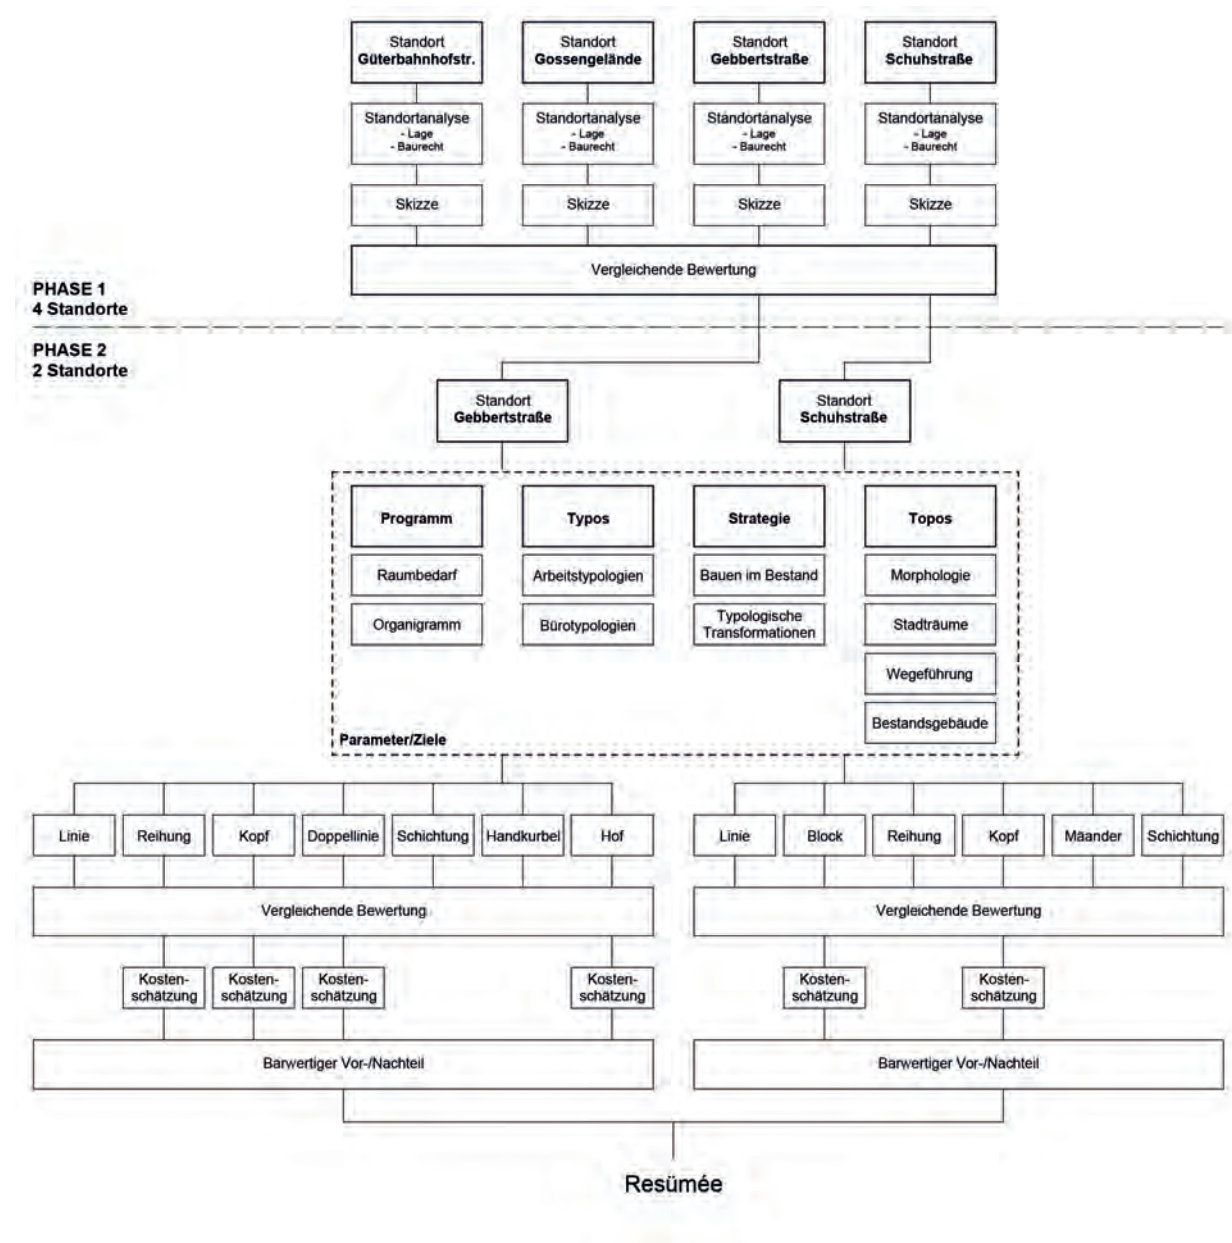 Standort
Güterbahnhofstr.
Standort
Gossengelände
Standort
Gebbertstraße
Standort
Schuhstraße
Standortanalyse
- Lage
- Baurecht
Standortanalyse
- Lage
- Baurecht
Standortanalyse
- Lage
- Baurecht
Standortanalyse
- Lage
- Baurecht
Skizze
Skizze
Skizze
Skizze
Vergleichende Bewertung
PHASE 1
4 Standorte
PHASE 2
2 Standorte
Standort
Gebbertstraße
Standort
Schuhstraße
Programm
Typos
Strategie
Topos
Raumbedarf
Arbeitstypologien
Bauen im Bestand
Morphologie
Organigramm
Bürotypologien
Typologische
Transformationen
Stadträume
Wegeführung
Bestandsgebäude
Parameter/Ziele
Linie
Reihung
Kopf
Doppellinie
Schichtung
Handkurbel
Hof
Linie
Block
Reihung
Kopf
Mäander
Schichtung
Vergleichende Bewertung
Vergleichende Bewertung
Kosten-
schätzung
Kosten-
schätzung
Kosten-
schätzung
Kosten-
schätzung
Kosten-
schätzung
Kosten-
schätzung
Barwertiger Vor-/Nachteil
Barwertiger Vor-/Nachteil
Resümée